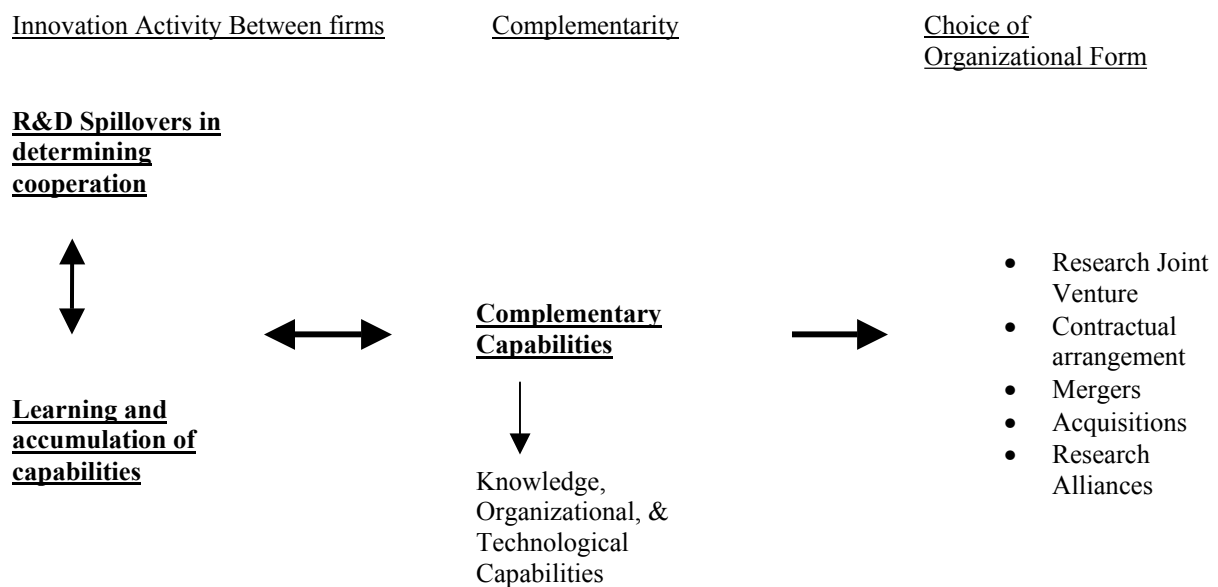 Innovation Activity Between firms
Complementarity
Choice of
Organizational Form
R&D Spillovers in
determining
cooperation
Learning and
accumulation of
capabilities
Complementary
Capabilities
Knowledge,
Organizational, &
Technological
Capabilities
• Research Joint
Venture
• Contractual
arrangement
• Mergers
• Acquisitions
• Research
Alliances